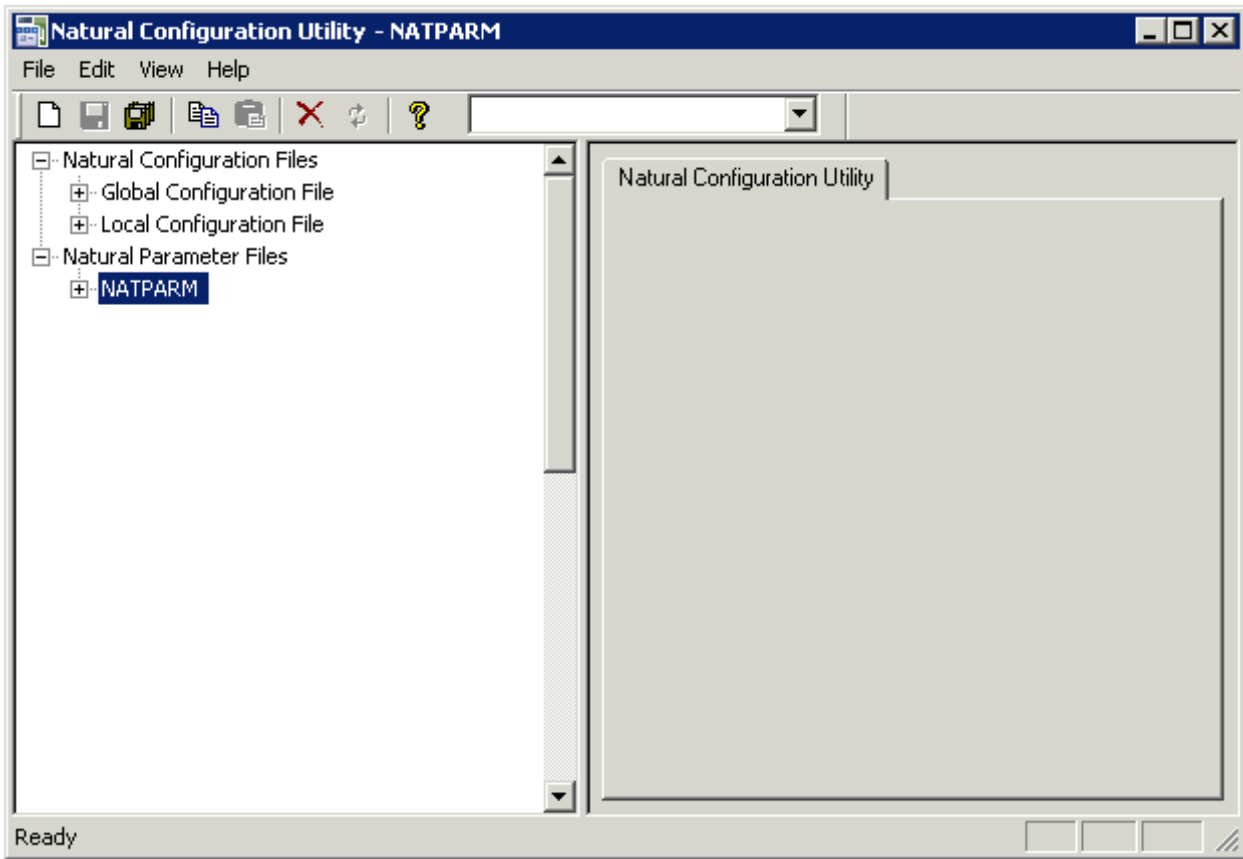 Natural Configuration Utility - NATPARM
File Edit View Help
Natural Configuration Files
Global Configuration File
Local Configuration File
Natural Parameter Files
NATPARM
Natural Configuration Utility
Ready